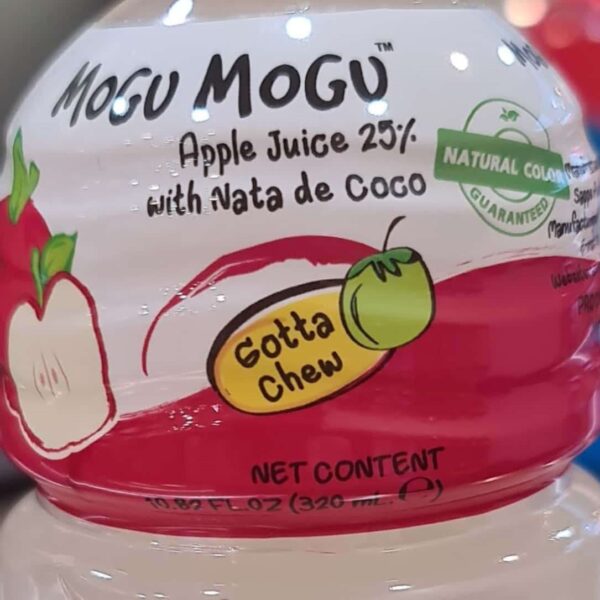 MOGU MOGU™
Apple Juice 25%
with Nata de Coco
NATURAL COLOR
GUARANTEED
Gotta
Chew
NET CONTENT
10.82 FL.OZ (320 mL. ℮)